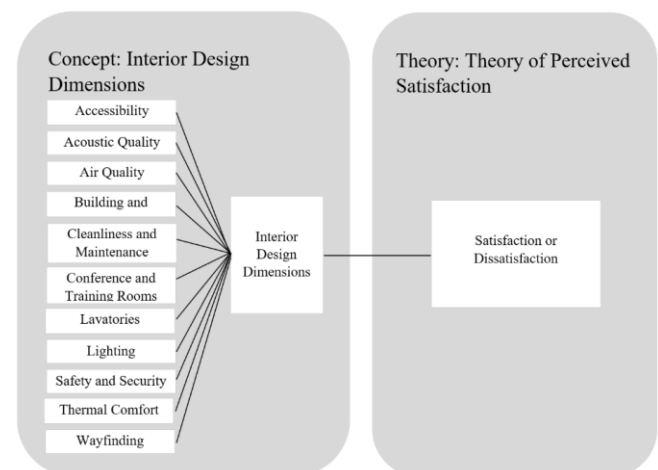 Concept: Interior Design
Dimensions
Accessibility
Acoustic Quality
Air Quality
Building and
Cleanliness and
Maintenance
Conference and
Training Rooms
Lavatories
Lighting
Safety and Security
Thermal Comfort
Wayfinding
Interior
Design
Dimensions
Theory: Theory of Perceived
Satisfaction
Satisfaction or
Dissatisfaction